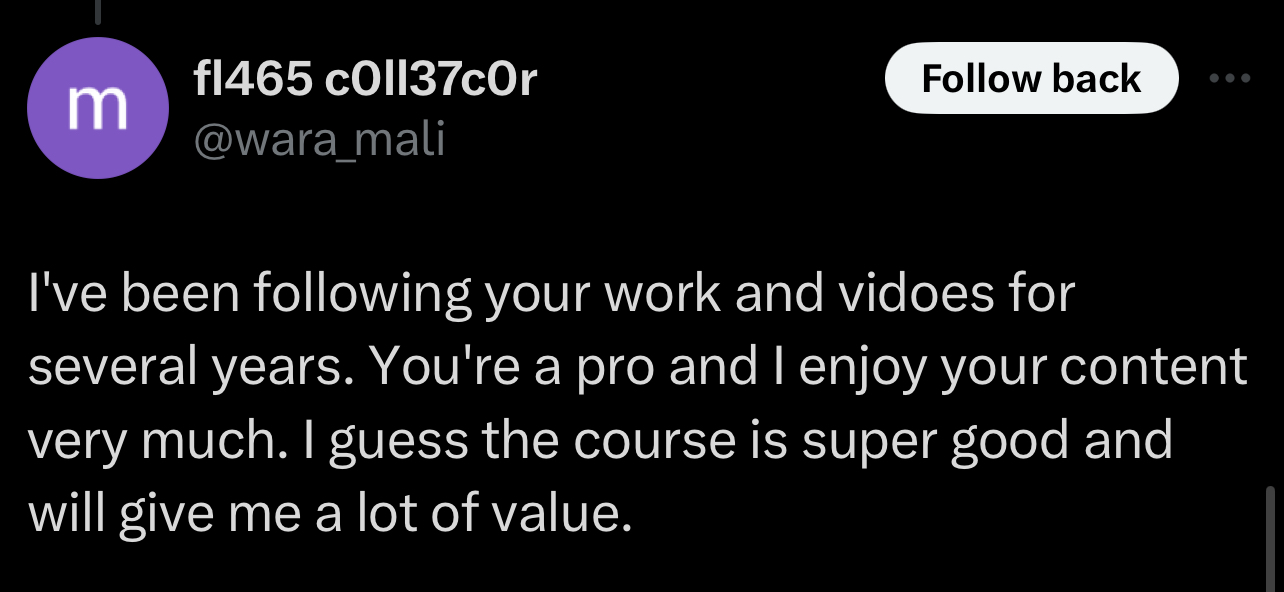 m
fl465 c0ll37c0r
@wara_mali
Follow back
I've been following your work and vidoes for
several years. You're a pro and I enjoy your content
very much. I guess the course is super good and
will give me a lot of value.